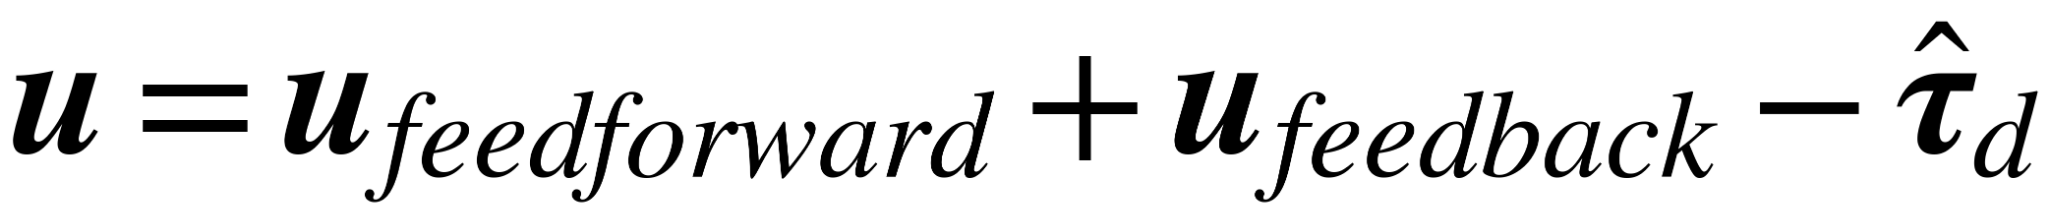 u = u_feedforward + u_feedback − τ̂_d